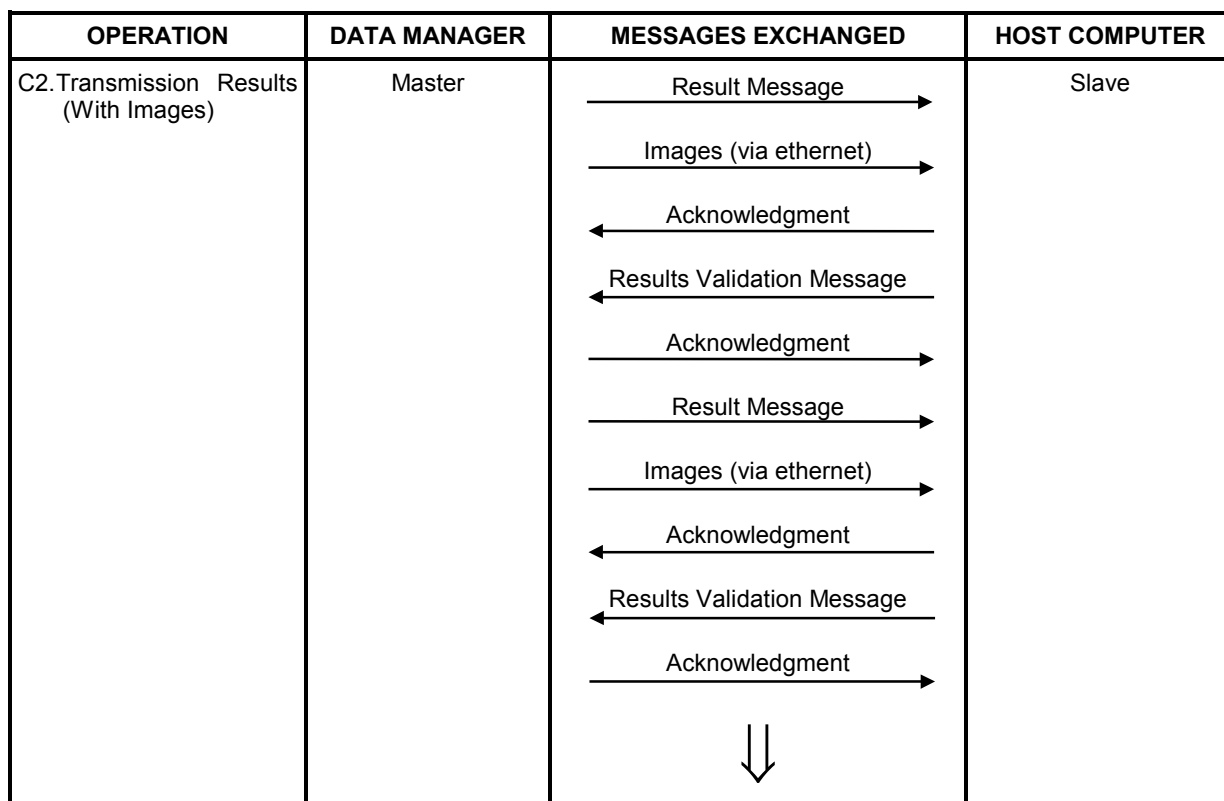 OPERATION DATA MANAGER MESSAGES EXCHANGED HOST COMPUTER
C2.Transmission Results Master Result Message Slave
(With Images)
Images (via ethernet)
Acknowledgment
Results Validation Message
Acknowledgment
Result Message
Images (via ethernet)
Acknowledgment
Results Validation Message
Acknowledgment